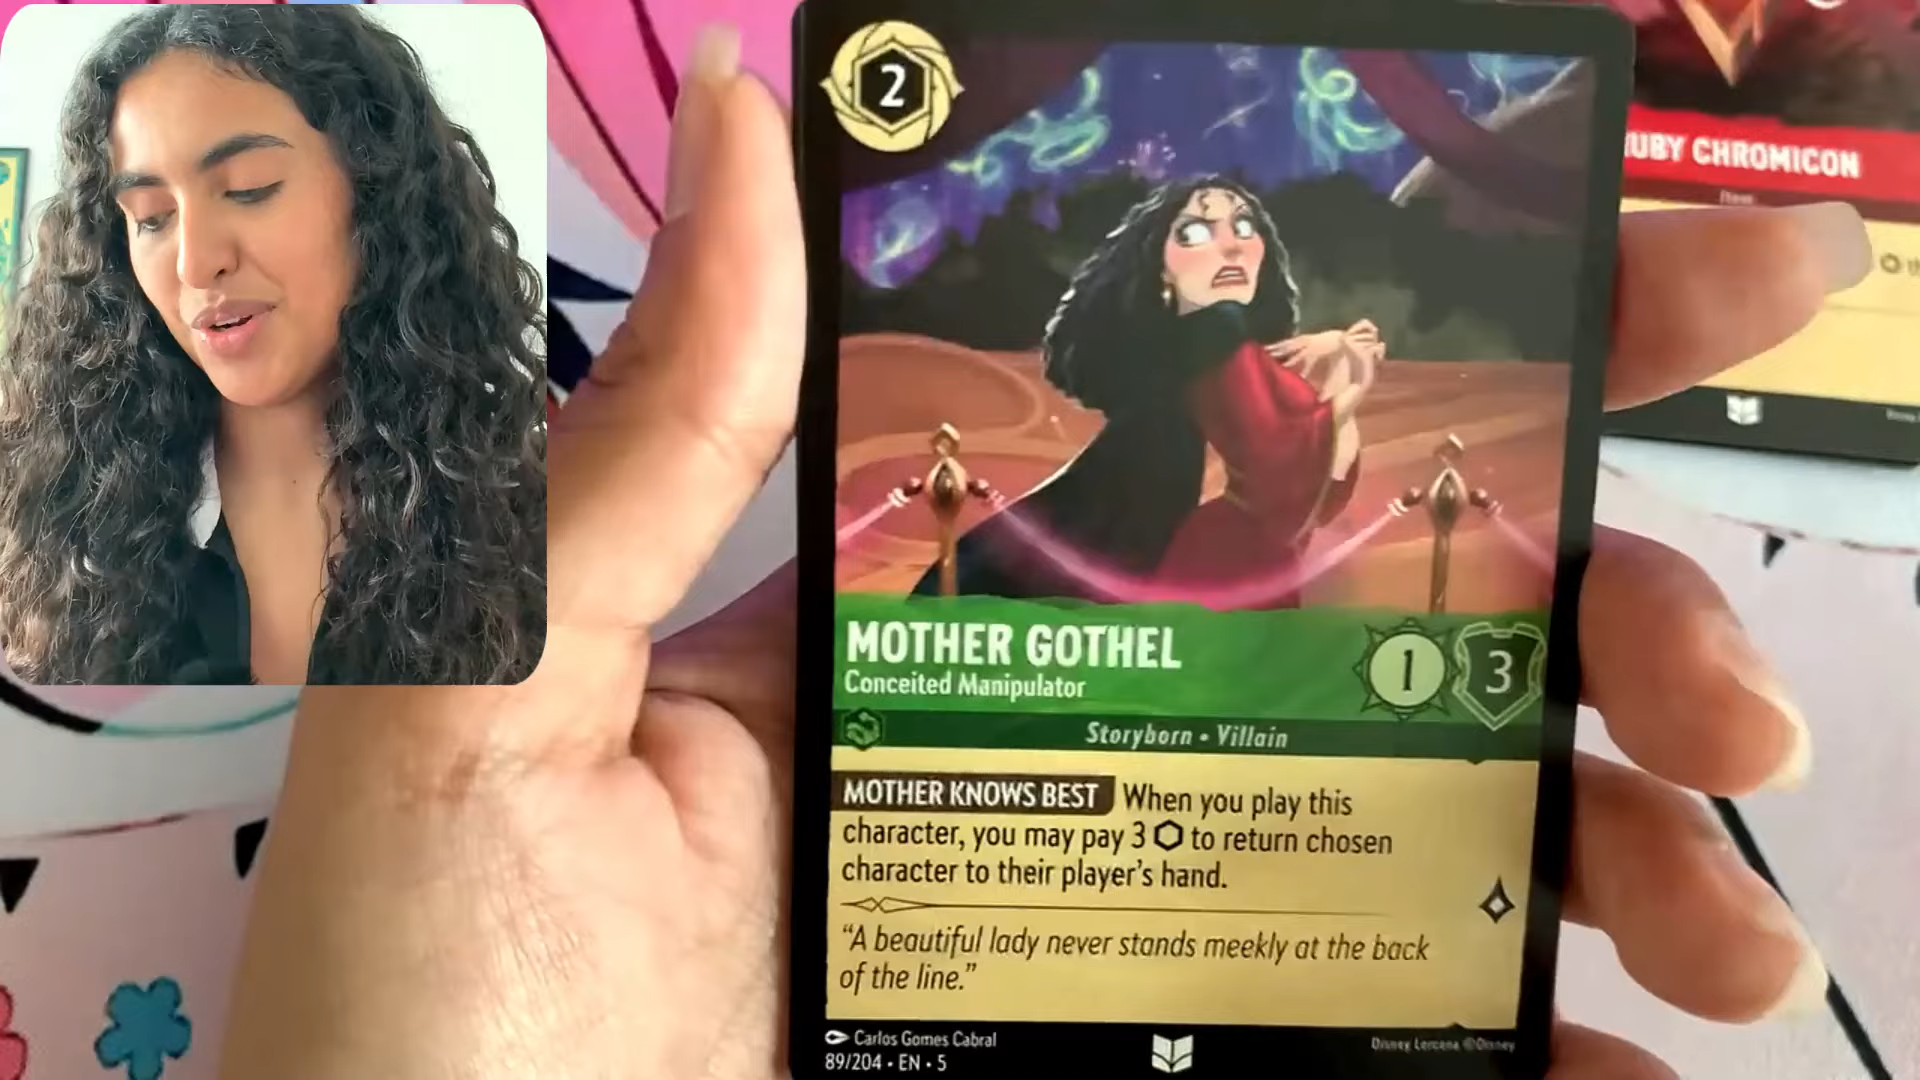 2
RUBY CHROMICON
Item
MOTHER GOTHEL
Conceited Manipulator
1
3
Storyborn • Villain
MOTHER KNOWS BEST When you play this
character, you may pay 3 ⬡ to return chosen
character to their player's hand.
“A beautiful lady never stands meekly at the back
of the line.”
Carlos Gomes Cabral
89/204 • EN • 5
Disney Lorcana ©Disney